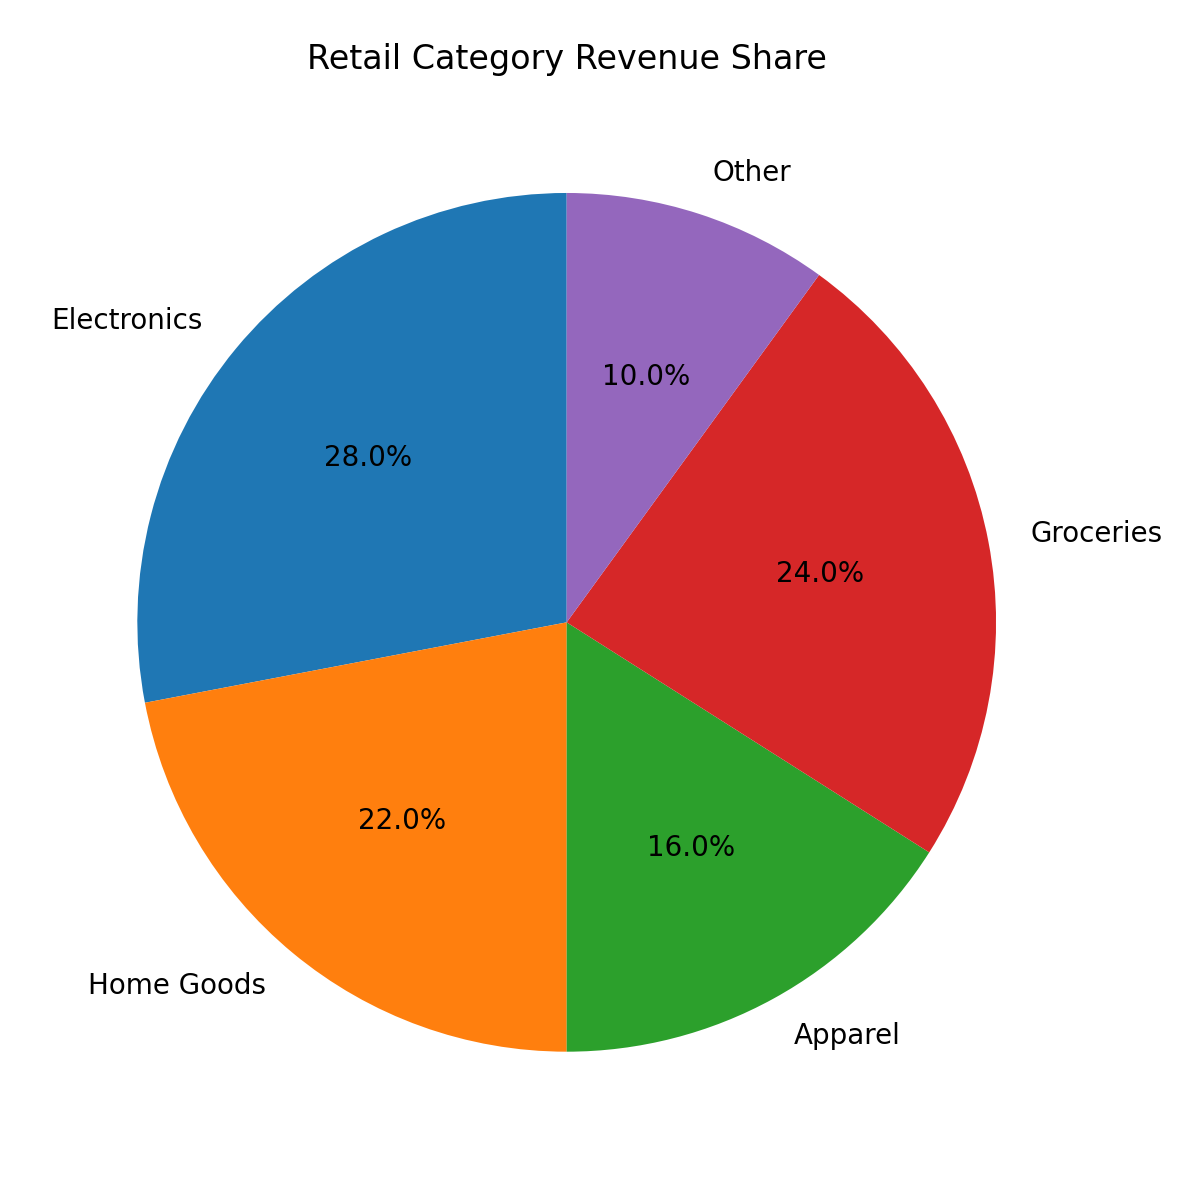 Retail Category Revenue Share
Other
Electronics
10.0%
28.0%
Groceries
24.0%
22.0%
16.0%
Home Goods
Apparel